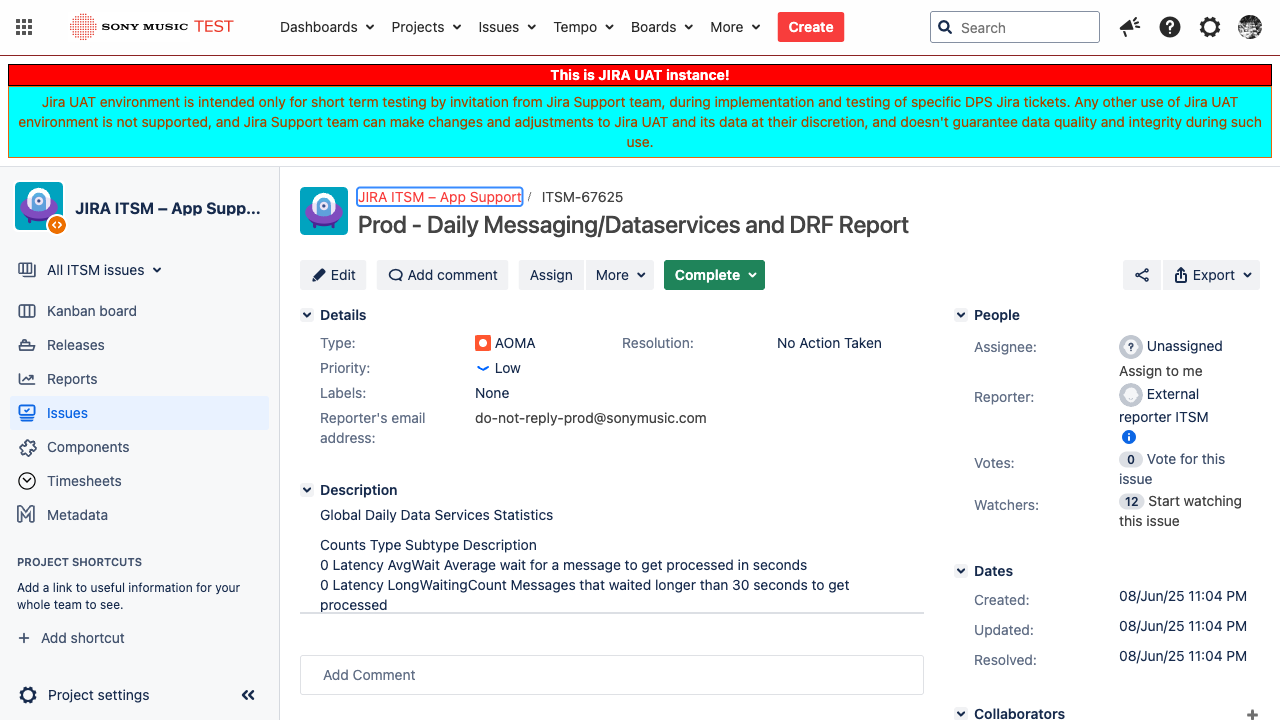 SONY MUSIC TEST
Dashboards Projects Issues Tempo Boards More Create Search
This is JIRA UAT instance!
Jira UAT environment is intended only for short term testing by invitation from Jira Support team, during implementation and testing of specific DPS Jira tickets. Any other use of Jira UAT
environment is not supported, and Jira Support team can make changes and adjustments to Jira UAT and its data at their discretion, and doesn't guarantee data quality and integrity during such
use.
JIRA ITSM – App Supp...
All ITSM issues
Kanban board
Releases
Reports
Issues
Components
Timesheets
Metadata
PROJECT SHORTCUTS
Add a link to useful information for your
whole team to see.
+ Add shortcut
Project settings
JIRA ITSM – App Support / ITSM-67625
Prod - Daily Messaging/Dataservices and DRF Report
Edit Add comment Assign More Complete Export
Details
Type: AOMA Resolution: No Action Taken
Priority: Low
Labels: None
Reporter's email
address:
do-not-reply-prod@sonymusic.com
Description
Global Daily Data Services Statistics
Counts Type Subtype Description
0 Latency AvgWait Average wait for a message to get processed in seconds
0 Latency LongWaitingCount Messages that waited longer than 30 seconds to get
processed
Add Comment
People
Assignee: Unassigned
Assign to me
Reporter: External
reporter ITSM
Votes: 0 Vote for this
issue
Watchers: 12 Start watching
this issue
Dates
Created: 08/Jun/25 11:04 PM
Updated: 08/Jun/25 11:04 PM
Resolved: 08/Jun/25 11:04 PM
Collaborators